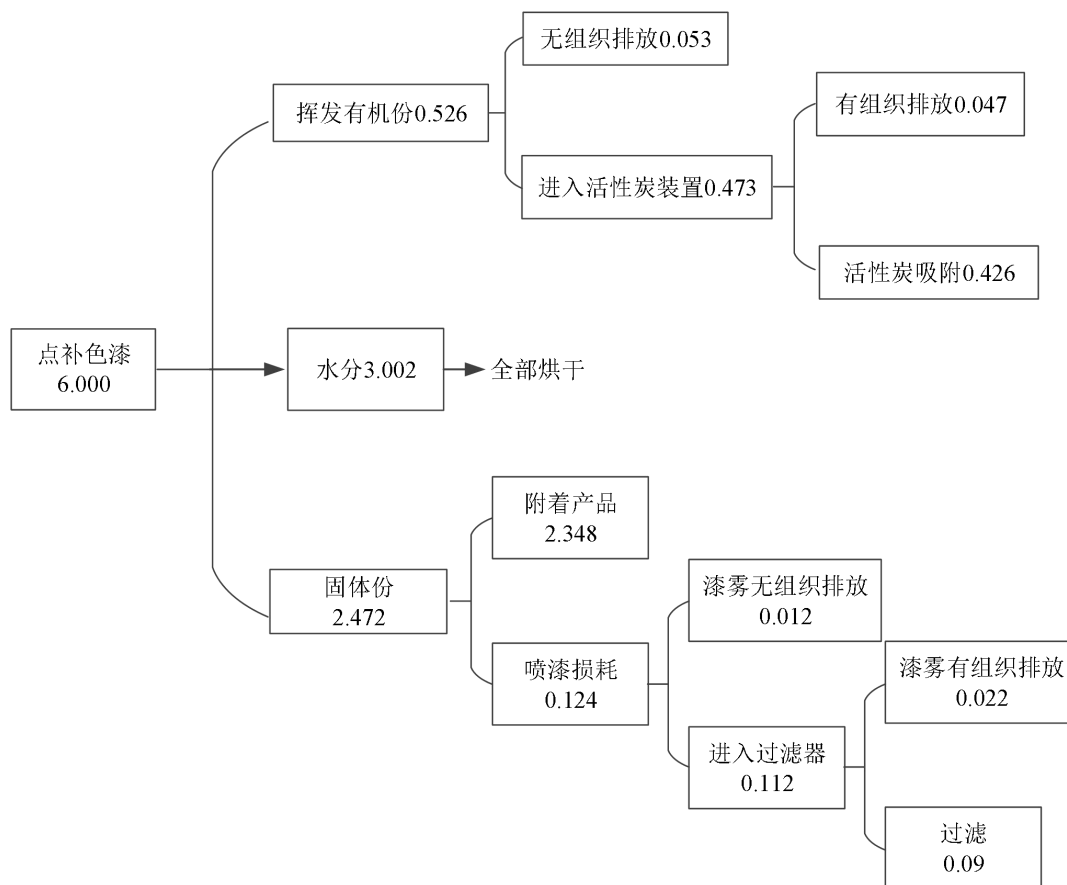 无组织排放0.053
挥发有机份0.526
有组织排放0.047
进入活性炭装置0.473
活性炭吸附0.426
点补色漆
6.000
水分3.002
全部烘干
附着产品
2.348
固体份
2.472
漆雾无组织排放
0.012
喷漆损耗
0.124
漆雾有组织排放
0.022
进入过滤器
0.112
过滤
0.09